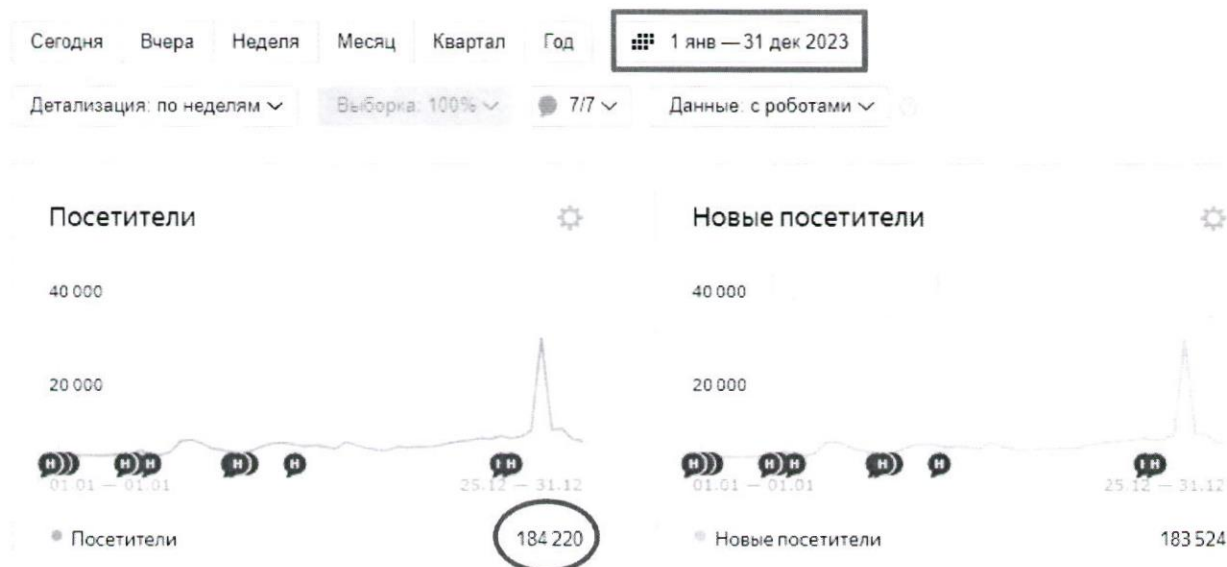 Сегодня Вчера Неделя Месяц Квартал Год 1 янв — 31 дек 2023
Детализация: по неделям Выборка: 100% 7/7 Данные: с роботами
Посетители
40 000
20 000
Н Н Н Н Н Н
01.01 — 01.01 25.12 — 31.12
Посетители 184 220
Новые посетители
40 000
20 000
Н Н Н Н Н Н
01.01 — 01.01 25.12 — 31.12
Новые посетители 183 524